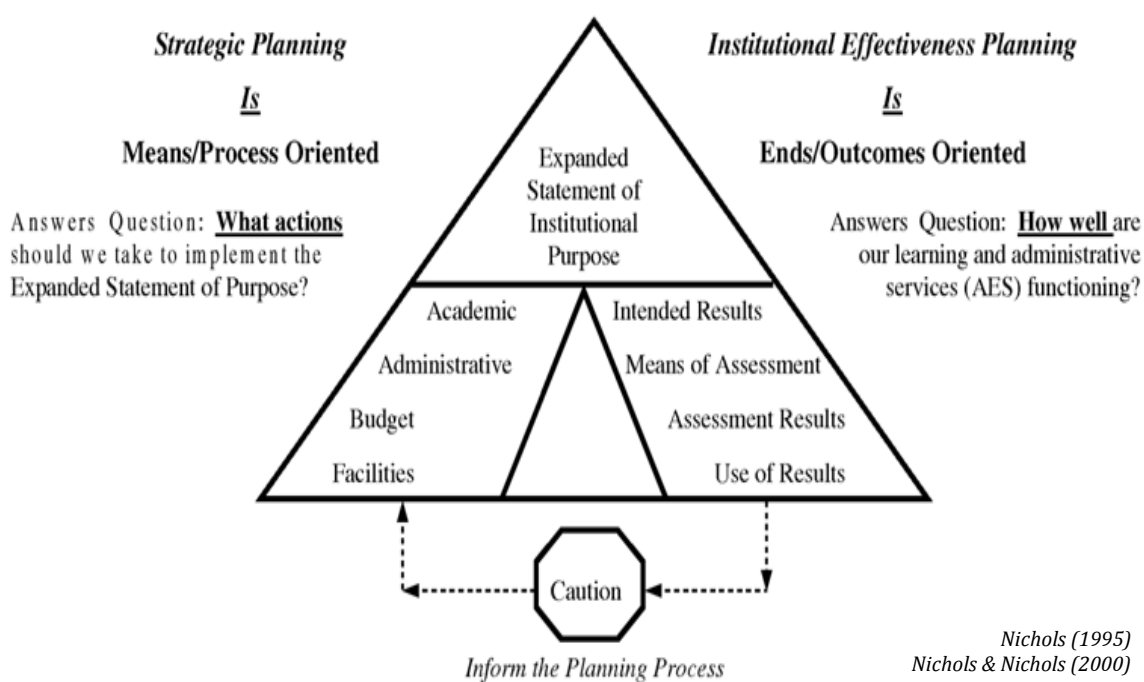 Strategic Planning
Is
Means/Process Oriented
Answers Question: What actions
should we take to implement the
Expanded Statement of Purpose?
Institutional Effectiveness Planning
Is
Ends/Outcomes Oriented
Answers Question: How well are
our learning and administrative
services (AES) functioning?
Expanded
Statement of
Institutional
Purpose
Academic
Administrative
Budget
Facilities
Intended Results
Means of Assessment
Assessment Results
Use of Results
Caution
Inform the Planning Process
Nichols (1995)
Nichols & Nichols (2000)